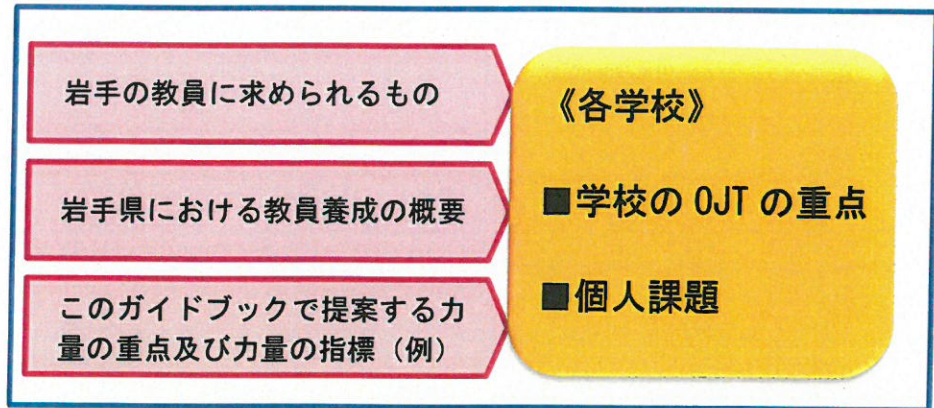 岩手の教員に求められるもの
岩手県における教員養成の概要
このガイドブックで提案する力
量の重点及び力量の指標（例）
《各学校》
■学校の OJT の重点
■個人課題